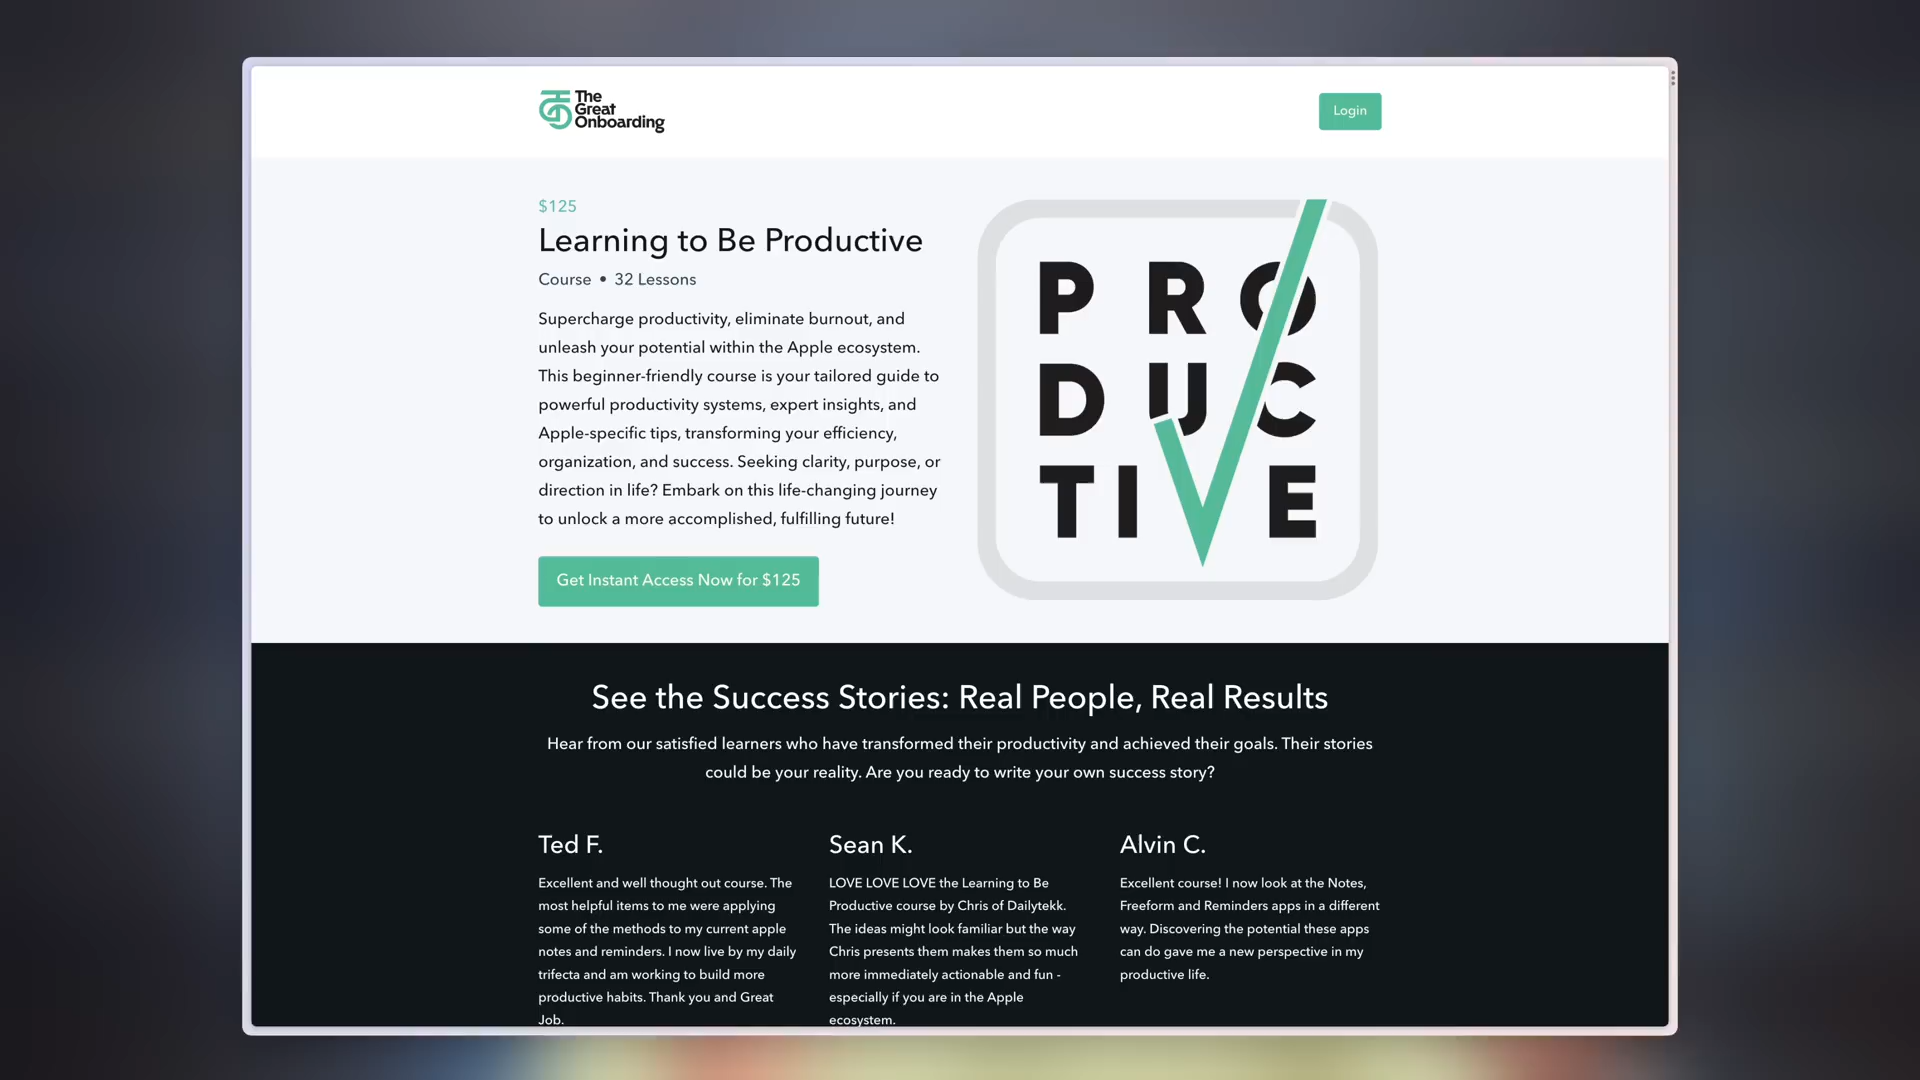 The
Great
Onboarding
Login
$125
Learning to Be Productive
Course • 32 Lessons
Supercharge productivity, eliminate burnout, and
unleash your potential within the Apple ecosystem.
This beginner-friendly course is your tailored guide to
powerful productivity systems, expert insights, and
Apple-specific tips, transforming your efficiency,
organization, and success. Seeking clarity, purpose, or
direction in life? Embark on this life-changing journey
to unlock a more accomplished, fulfilling future!
Get Instant Access Now for $125
PRO
DUC
TIVE
See the Success Stories: Real People, Real Results
Hear from our satisfied learners who have transformed their productivity and achieved their goals. Their stories
could be your reality. Are you ready to write your own success story?
Ted F.
Excellent and well thought out course. The
most helpful items to me were applying
some of the methods to my current apple
notes and reminders. I now live by my daily
trifecta and am working to build more
productive habits. Thank you and Great
Job.
Sean K.
LOVE LOVE LOVE the Learning to Be
Productive course by Chris of Dailytekk.
The ideas might look familiar but the way
Chris presents them makes them so much
more immediately actionable and fun -
especially if you are in the Apple
ecosystem.
Alvin C.
Excellent course! I now look at the Notes,
Freeform and Reminders apps in a different
way. Discovering the potential these apps
can do gave me a new perspective in my
productive life.